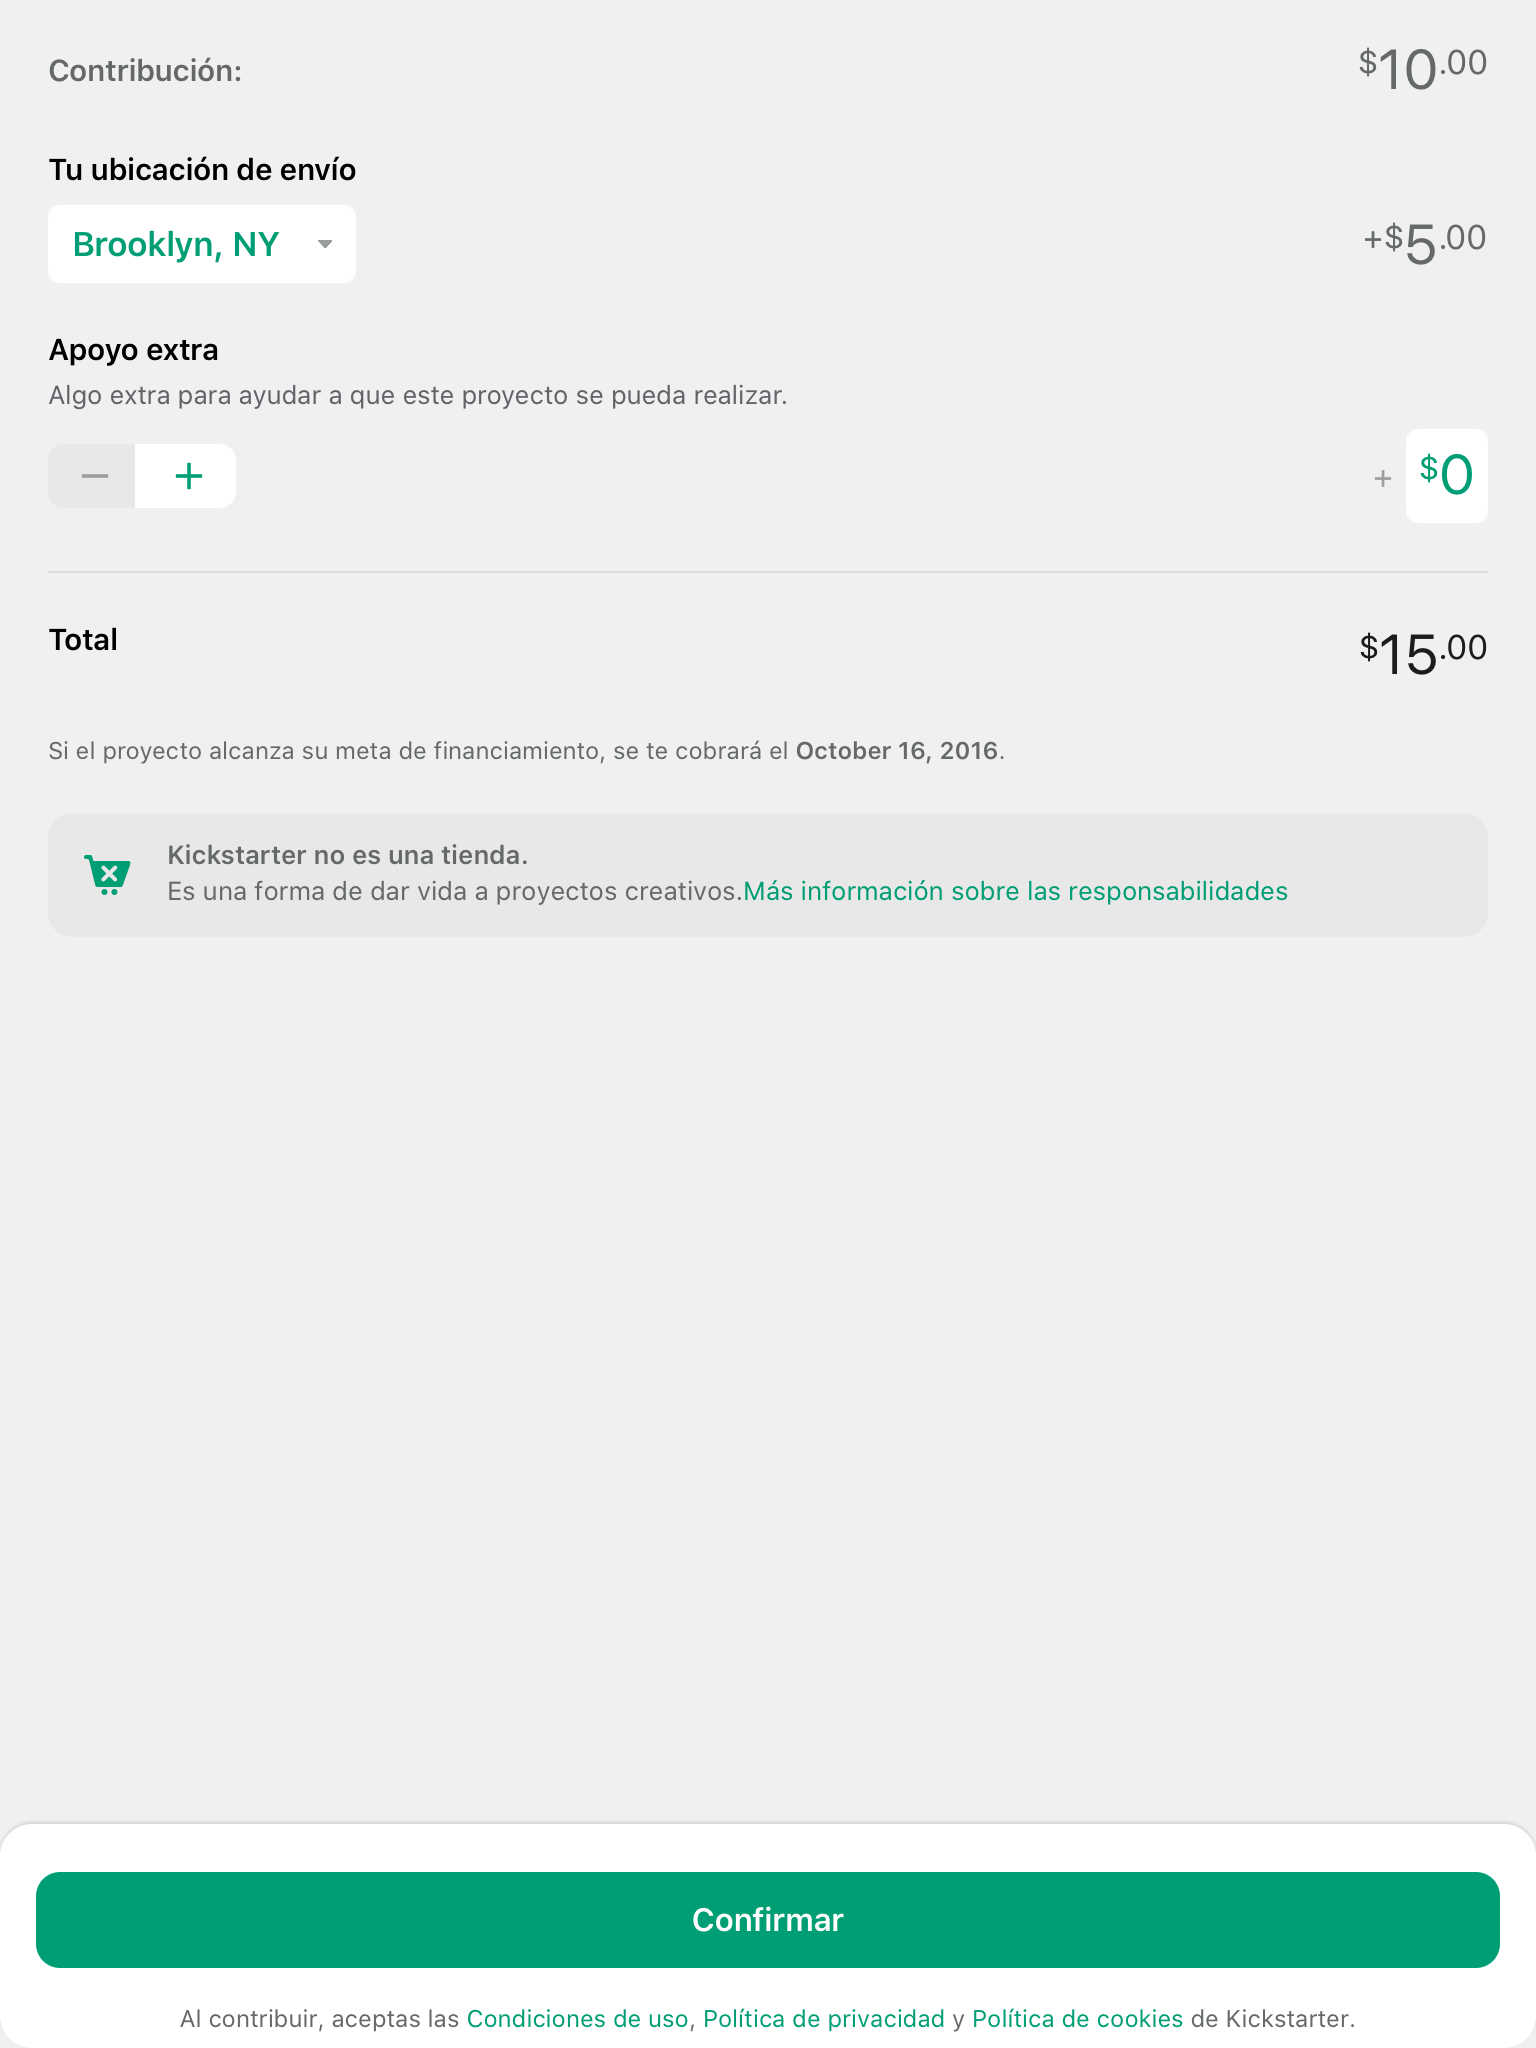 Contribución: $10.00
Tu ubicación de envío
Brooklyn, NY +$5.00
Apoyo extra
Algo extra para ayudar a que este proyecto se pueda realizar.
− + + $0
Total $15.00
Si el proyecto alcanza su meta de financiamiento, se te cobrará el October 16, 2016.
Kickstarter no es una tienda.
Es una forma de dar vida a proyectos creativos.Más información sobre las responsabilidades
Confirmar
Al contribuir, aceptas las Condiciones de uso, Política de privacidad y Política de cookies de Kickstarter.